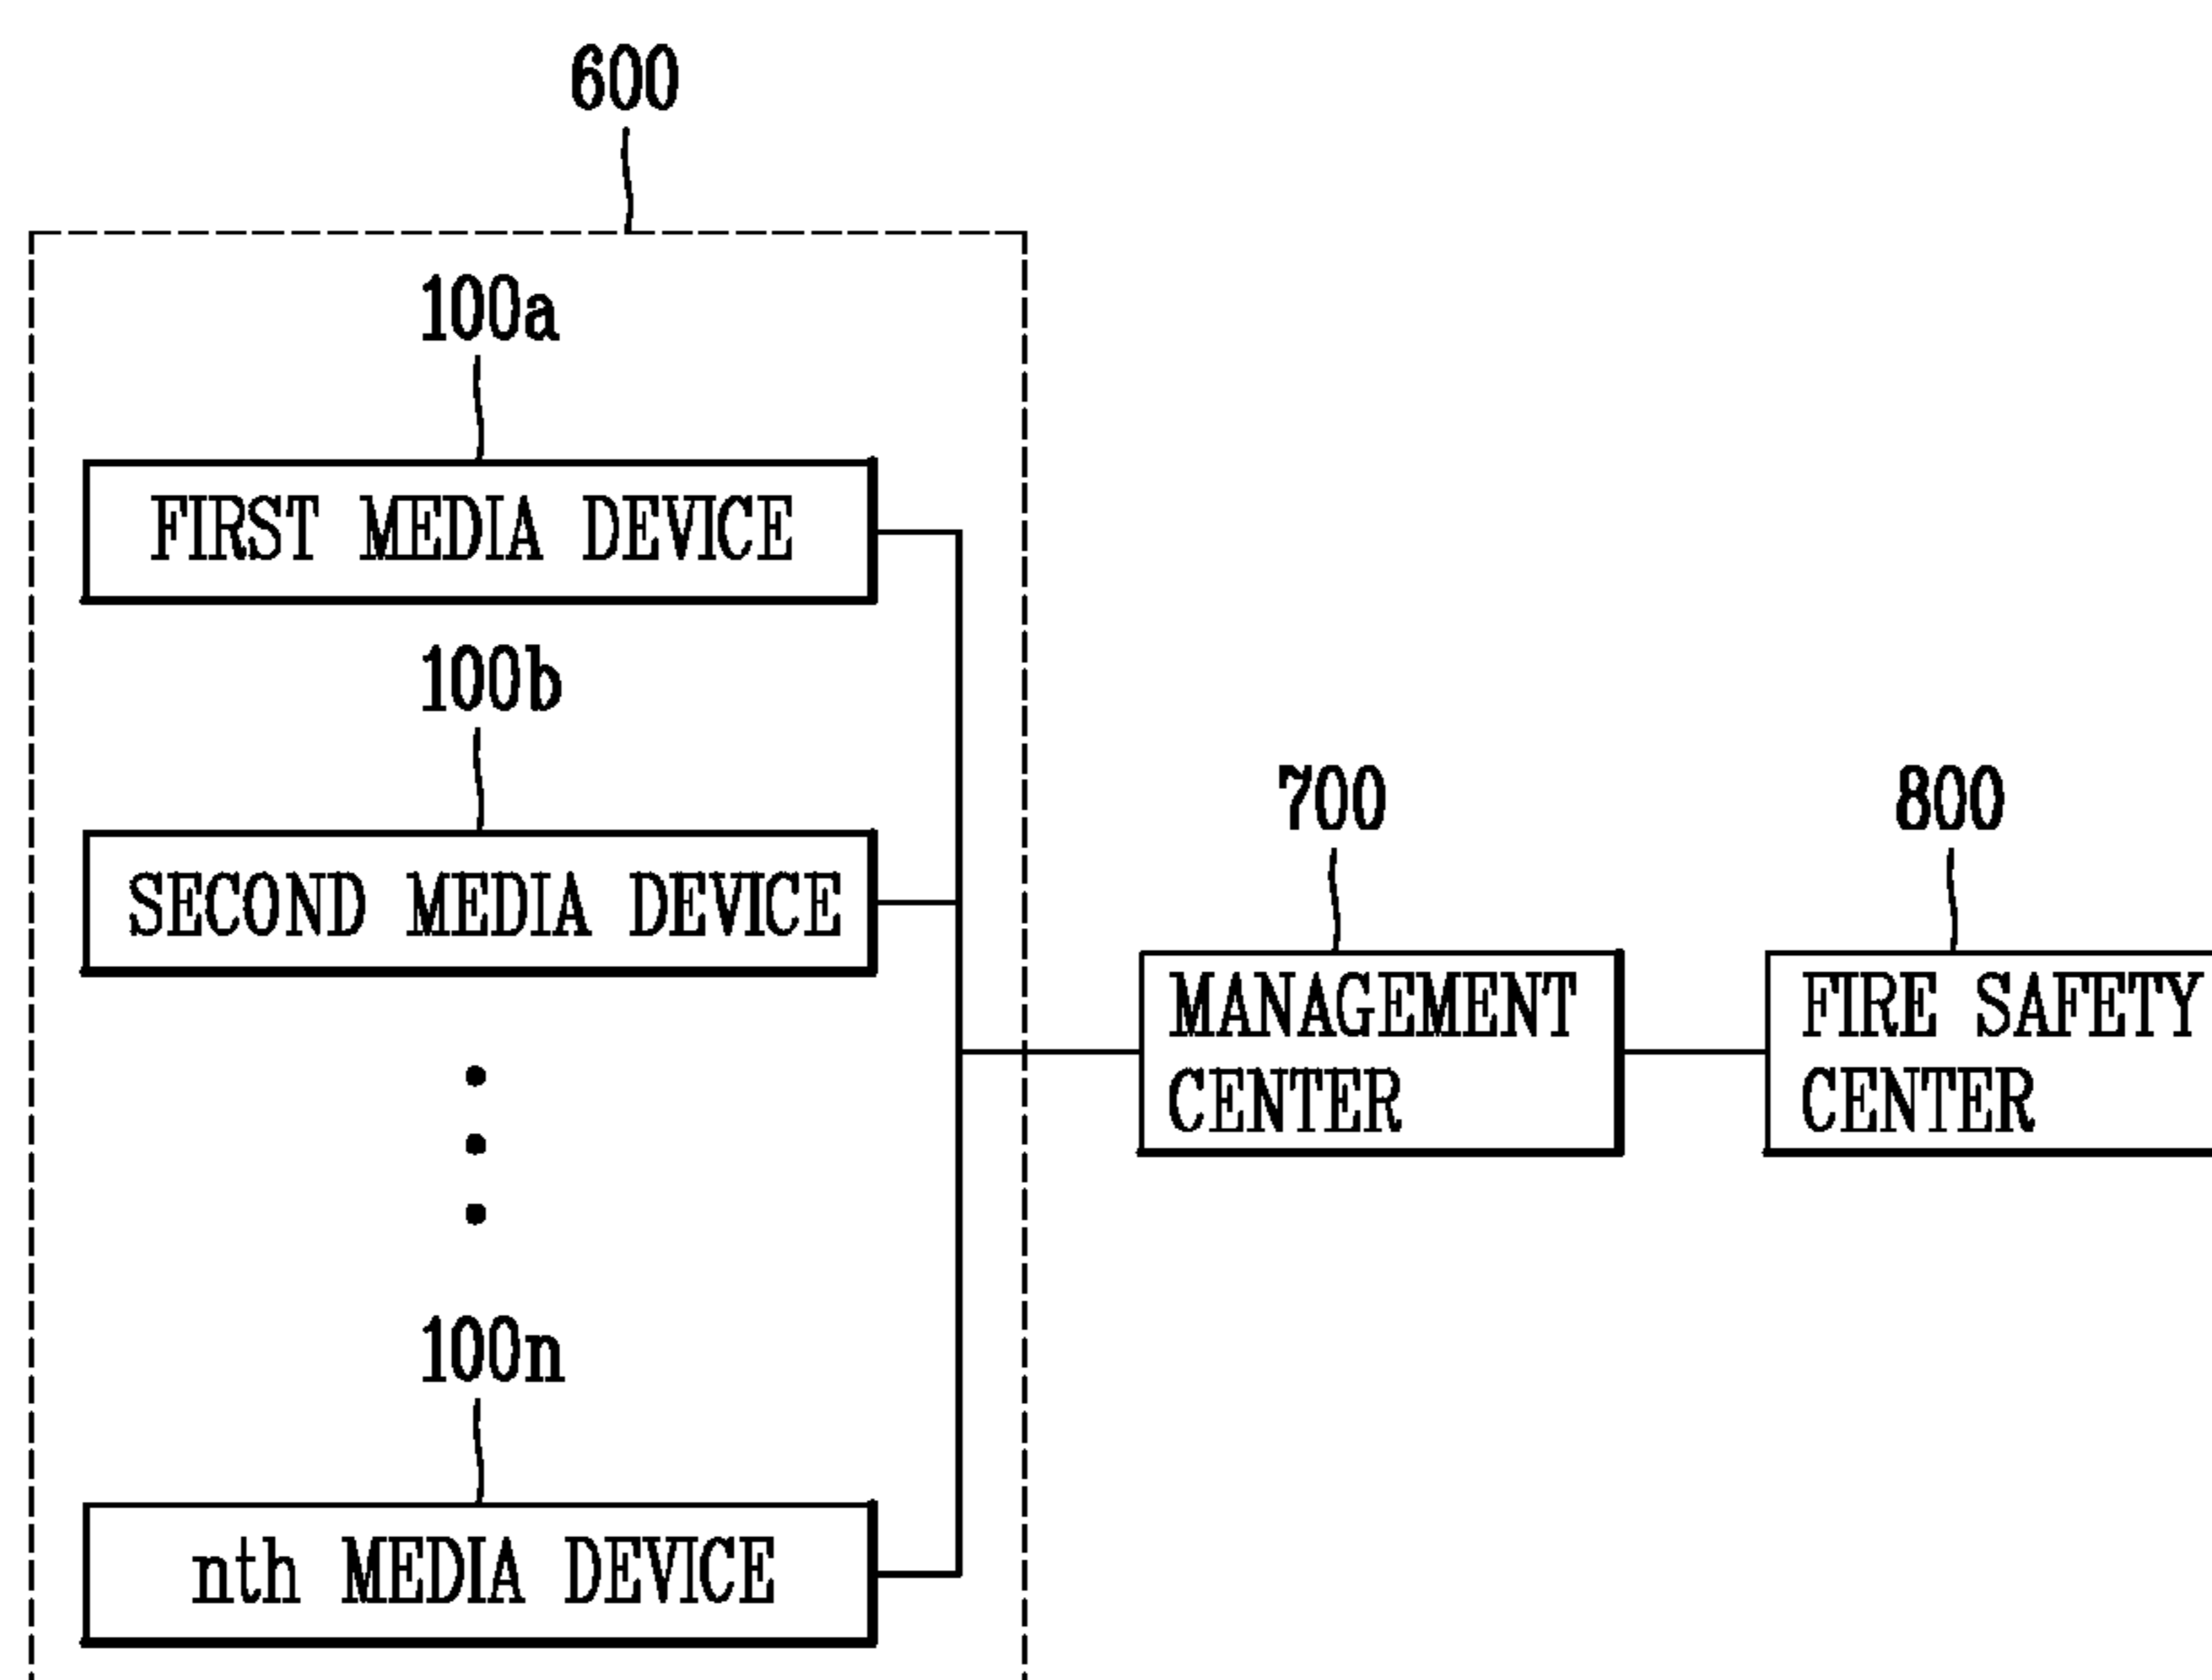 600
100a
FIRST MEDIA DEVICE
100b
SECOND MEDIA DEVICE
700
MANAGEMENT
CENTER
800
FIRE SAFETY
CENTER
100n
nth MEDIA DEVICE